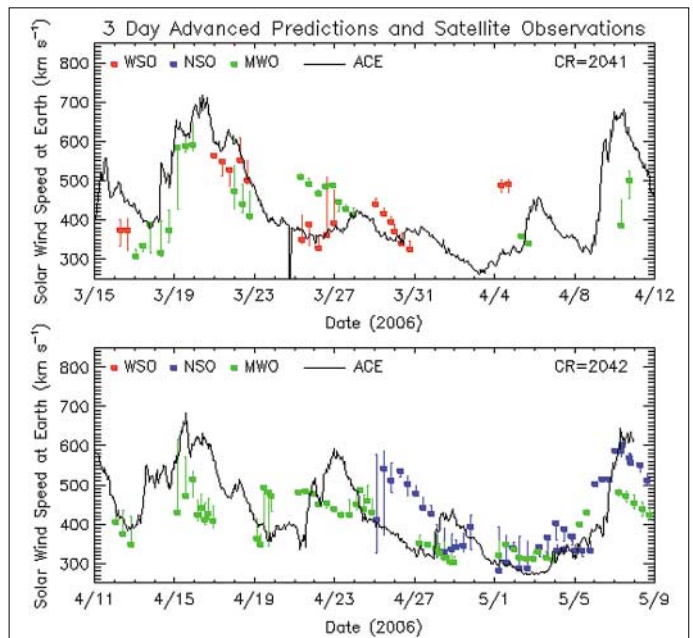 3 Day Advanced Predictions and Satellite Observations
Solar Wind Speed at Earth (km s⁻¹)
800
700
600
500
400
300
WSO NSO MWO ACE CR=2041
3/15 3/19 3/23 3/27 3/31 4/4 4/8 4/12
Date (2006)
Solar Wind Speed at Earth (km s⁻¹)
800
700
600
500
400
300
WSO NSO MWO ACE CR=2042
4/11 4/15 4/19 4/23 4/27 5/1 5/5 5/9
Date (2006)